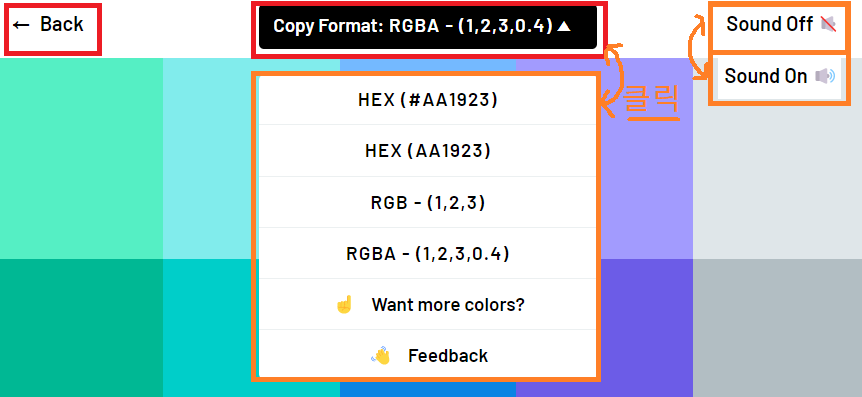 ← Back
Copy Format: RGBA - (1,2,3,0.4) ▲
Sound Off
Sound On
HEX (#AA1923)
클릭
HEX (AA1923)
RGB - (1,2,3)
RGBA - (1,2,3,0.4)
☝ Want more colors?
👋 Feedback